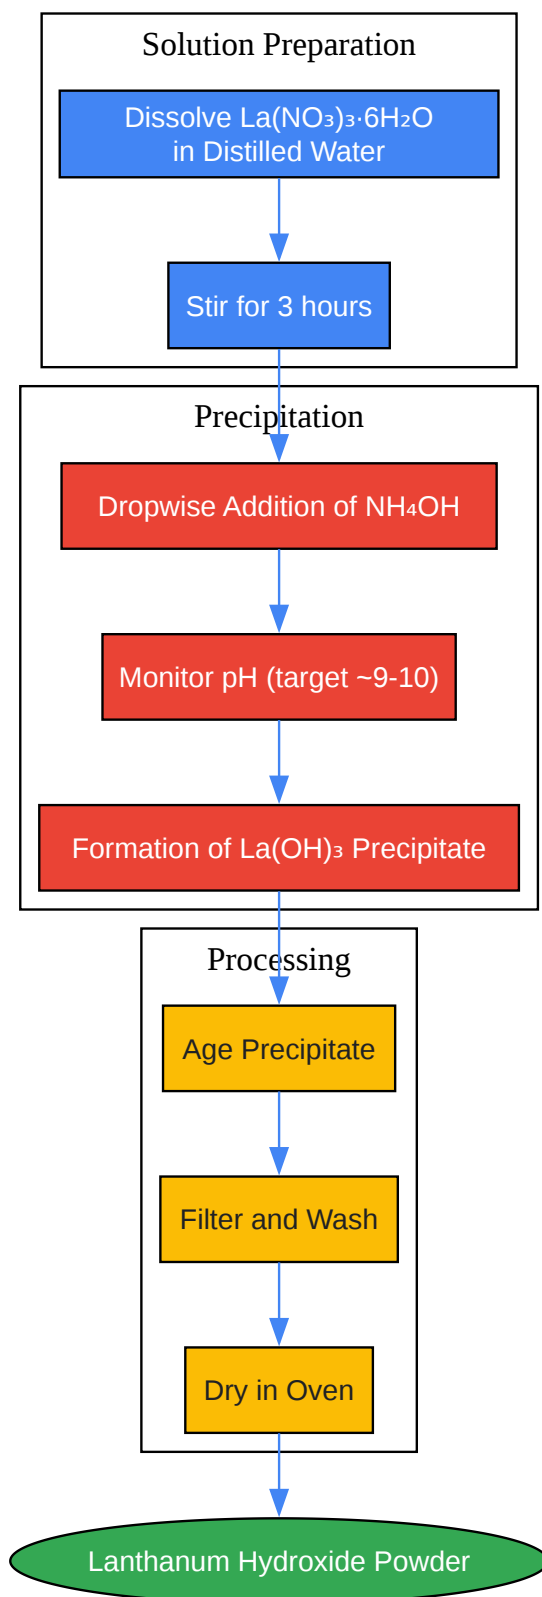 Solution Preparation
Dissolve La(NO₃)₃·6H₂O
in Distilled Water
Stir for 3 hours
Precipitation
Dropwise Addition of NH₄OH
Monitor pH (target ~9-10)
Formation of La(OH)₃ Precipitate
Processing
Age Precipitate
Filter and Wash
Dry in Oven
Lanthanum Hydroxide Powder